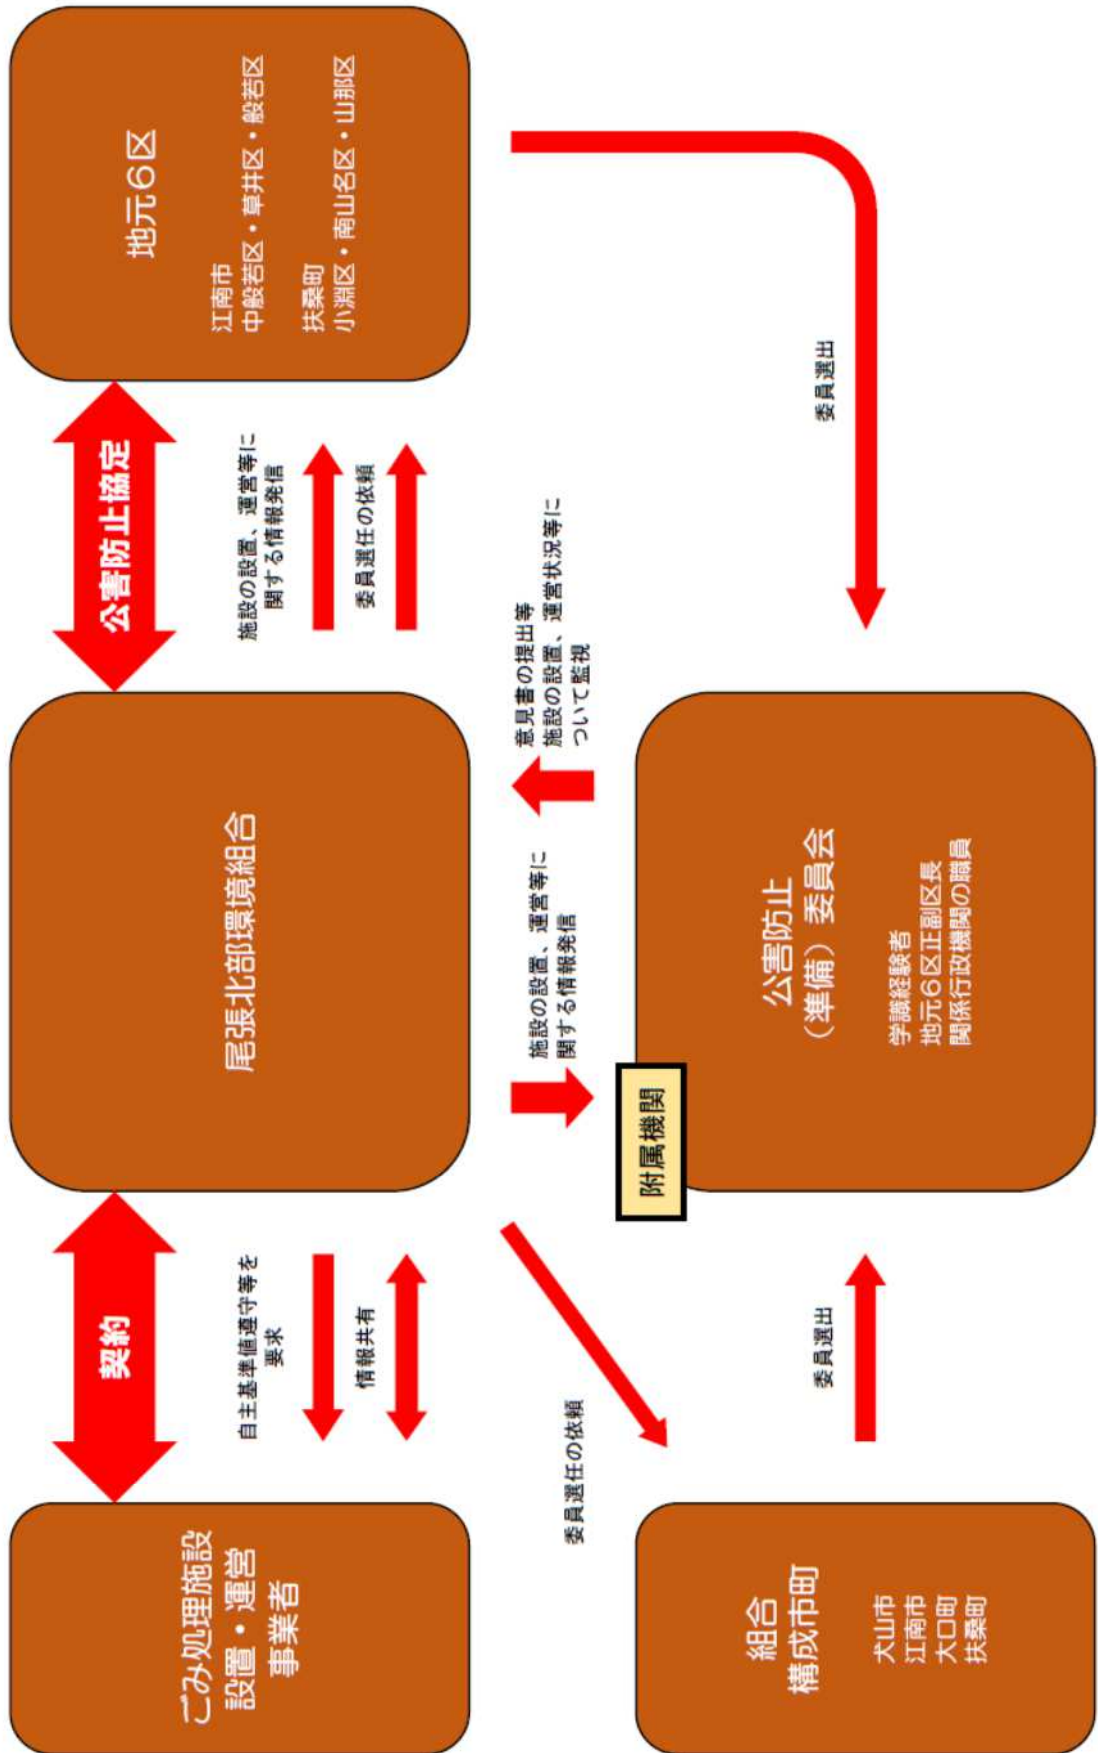 ごみ処理施設
設置・運営
事業者
契約
自主基準値遵守等を
要求
情報共有
尾張北部環境組合
公害防止協定
施設の設置、運営等に
関する情報発信
委員選任の依頼
地元6区
江南市
中般若区・草井区・般若区
扶桑町
小淵区・南山名区・山那区
委員選任の依頼
施設の設置、運営等に
関する情報発信
意見書の提出等
施設の設置、運営状況等に
ついて監視
委員選出
組合
構成市町
犬山市
江南市
大口町
扶桑町
委員選出
附属機関
公害防止
（準備）委員会
学識経験者
地元6区正副区長
関係行政機関の職員